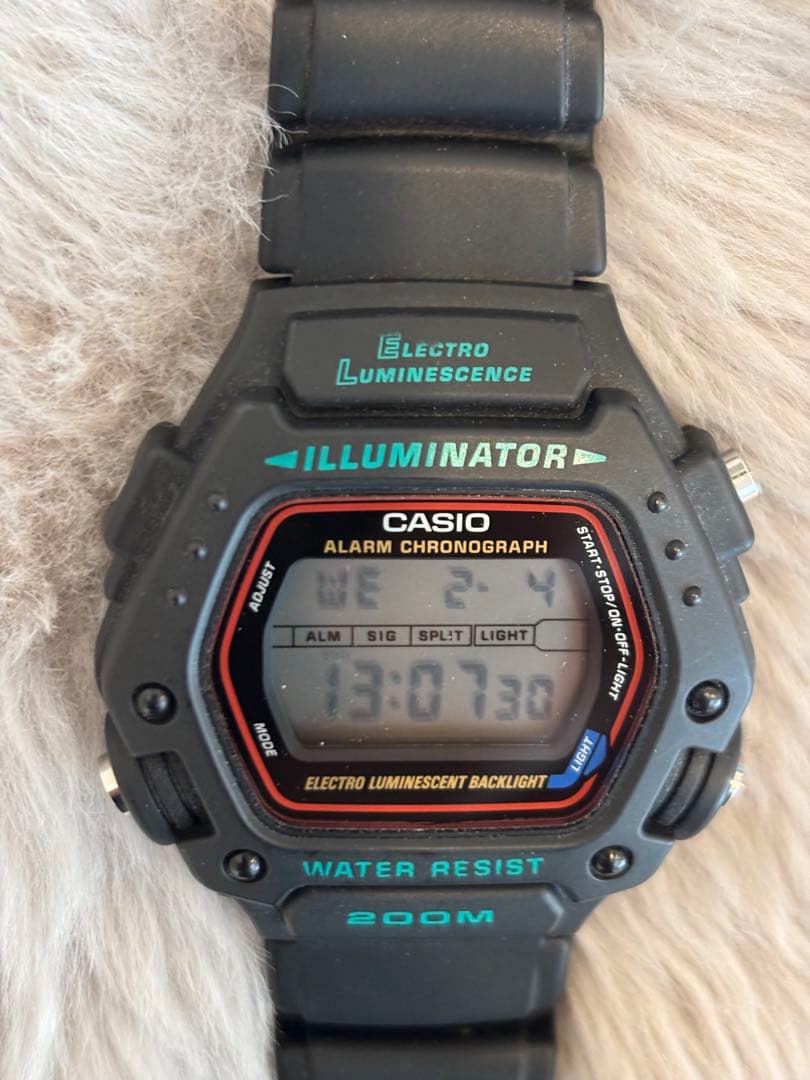 ELECTRO
LUMINESCENCE
ILLUMINATOR
CASIO
ALARM CHRONOGRAPH
ADJUST
START·STOP/ON·OFF·LIGHT
WE 2- 4
ALM SIG SPLIT LIGHT
13:07 30
MODE
LIGHT
ELECTRO LUMINESCENT BACKLIGHT
WATER RESIST
200M